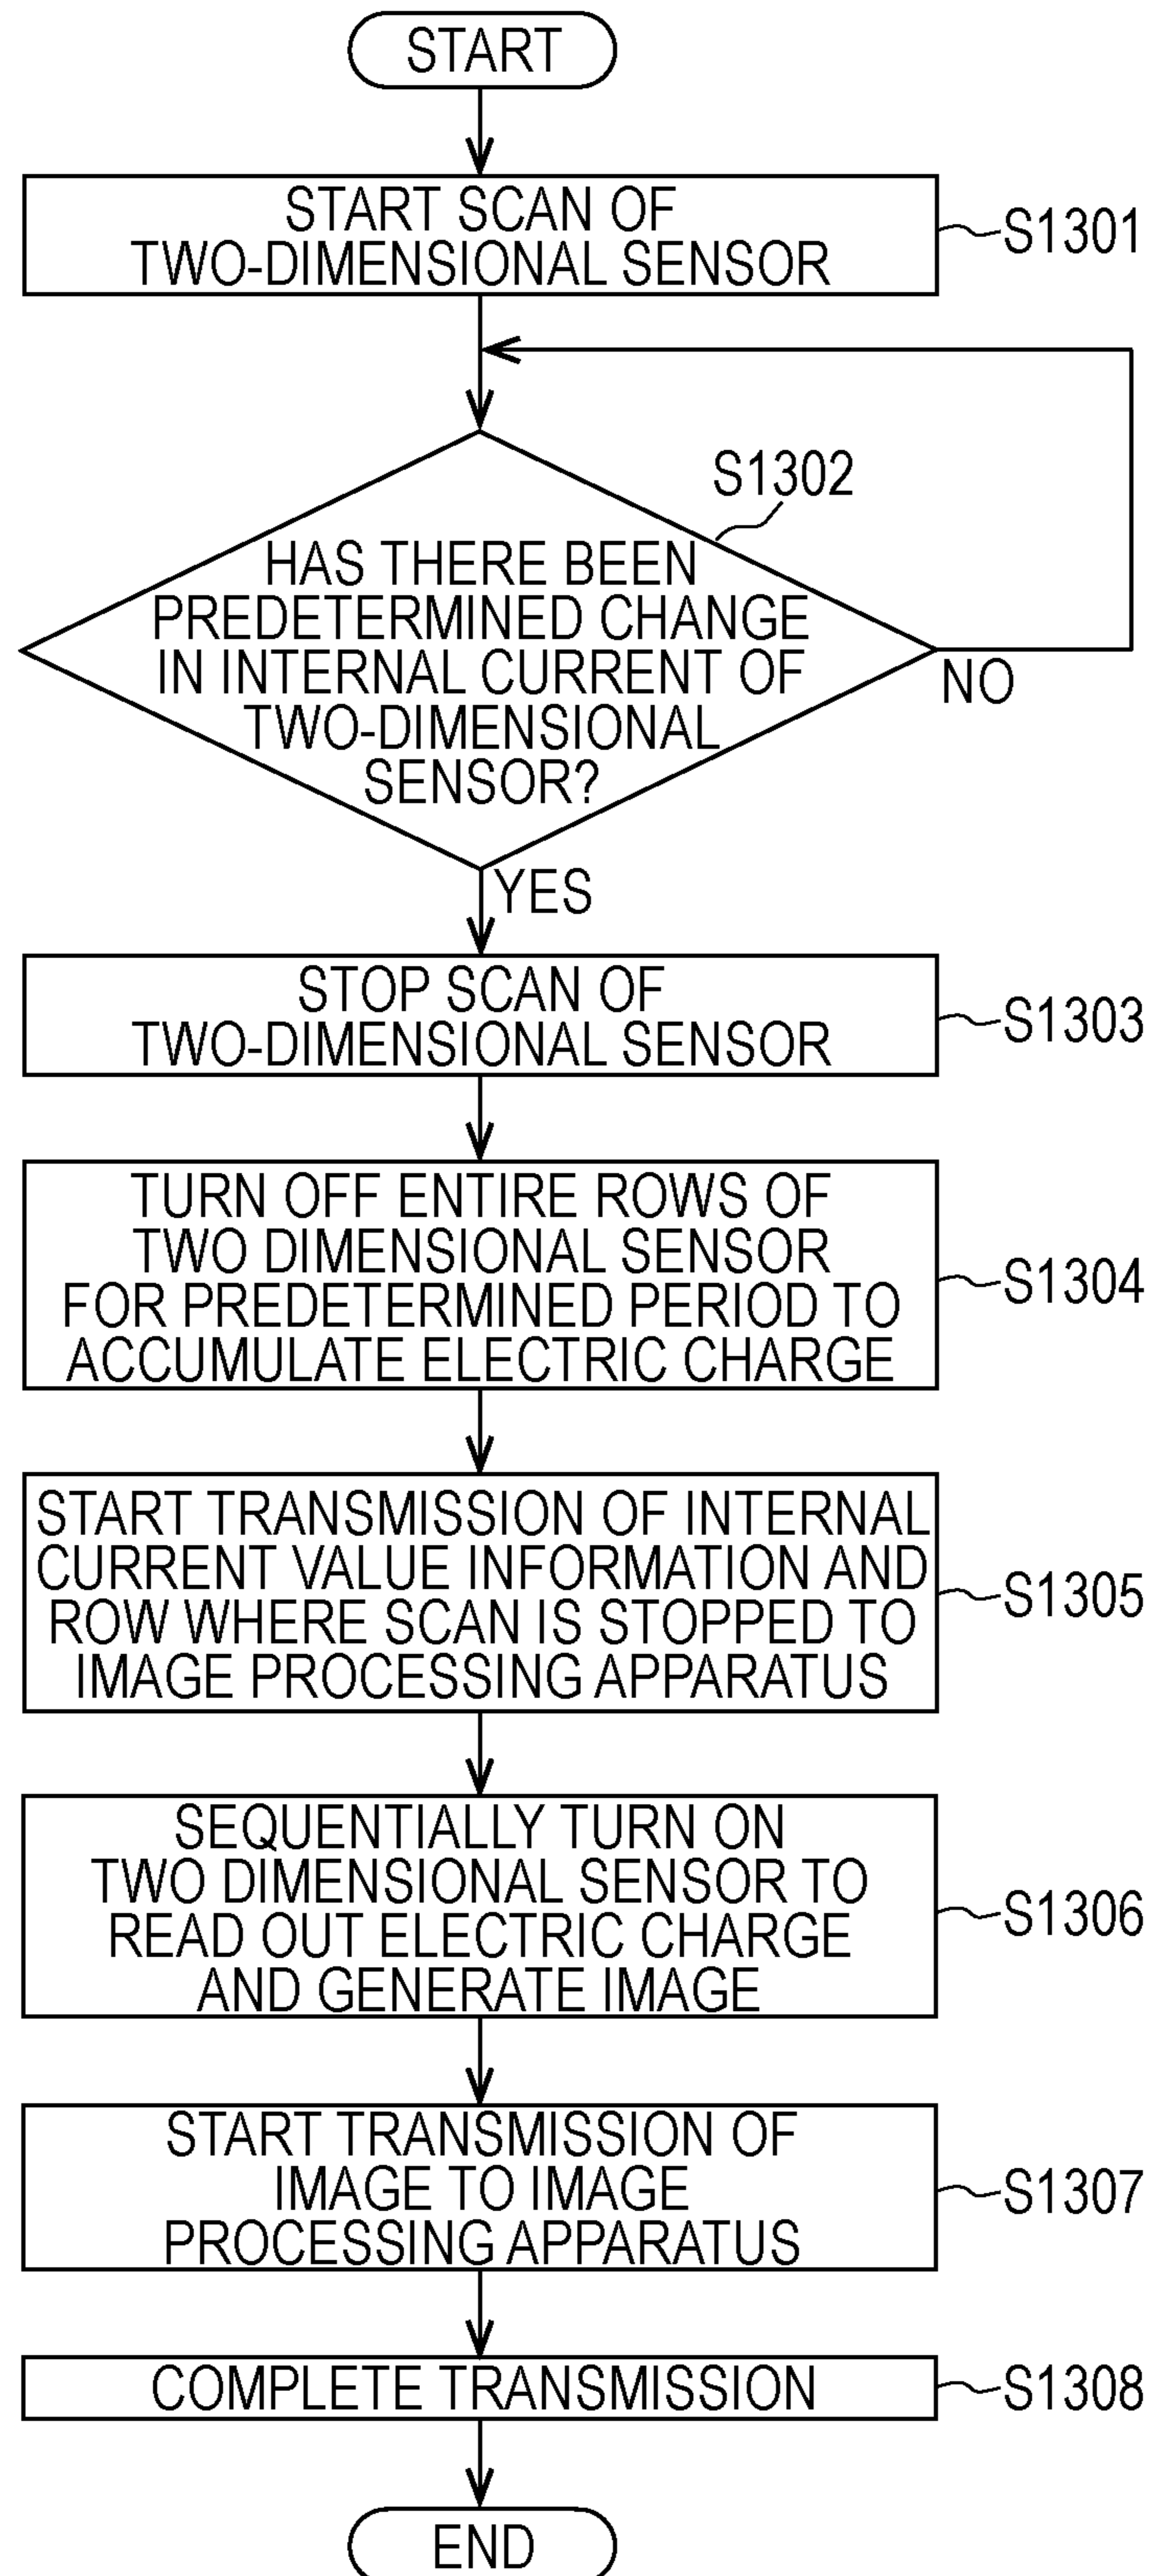 START
START SCAN OF
TWO-DIMENSIONAL SENSOR
S1301
S1302
HAS THERE BEEN
PREDETERMINED CHANGE
IN INTERNAL CURRENT OF
TWO-DIMENSIONAL
SENSOR?
NO
YES
STOP SCAN OF
TWO-DIMENSIONAL SENSOR
S1303
TURN OFF ENTIRE ROWS OF
TWO DIMENSIONAL SENSOR
FOR PREDETERMINED PERIOD TO
ACCUMULATE ELECTRIC CHARGE
S1304
START TRANSMISSION OF INTERNAL
CURRENT VALUE INFORMATION AND
ROW WHERE SCAN IS STOPPED TO
IMAGE PROCESSING APPARATUS
S1305
SEQUENTIALLY TURN ON
TWO DIMENSIONAL SENSOR TO
READ OUT ELECTRIC CHARGE
AND GENERATE IMAGE
S1306
START TRANSMISSION OF
IMAGE TO IMAGE
PROCESSING APPARATUS
S1307
COMPLETE TRANSMISSION
S1308
END